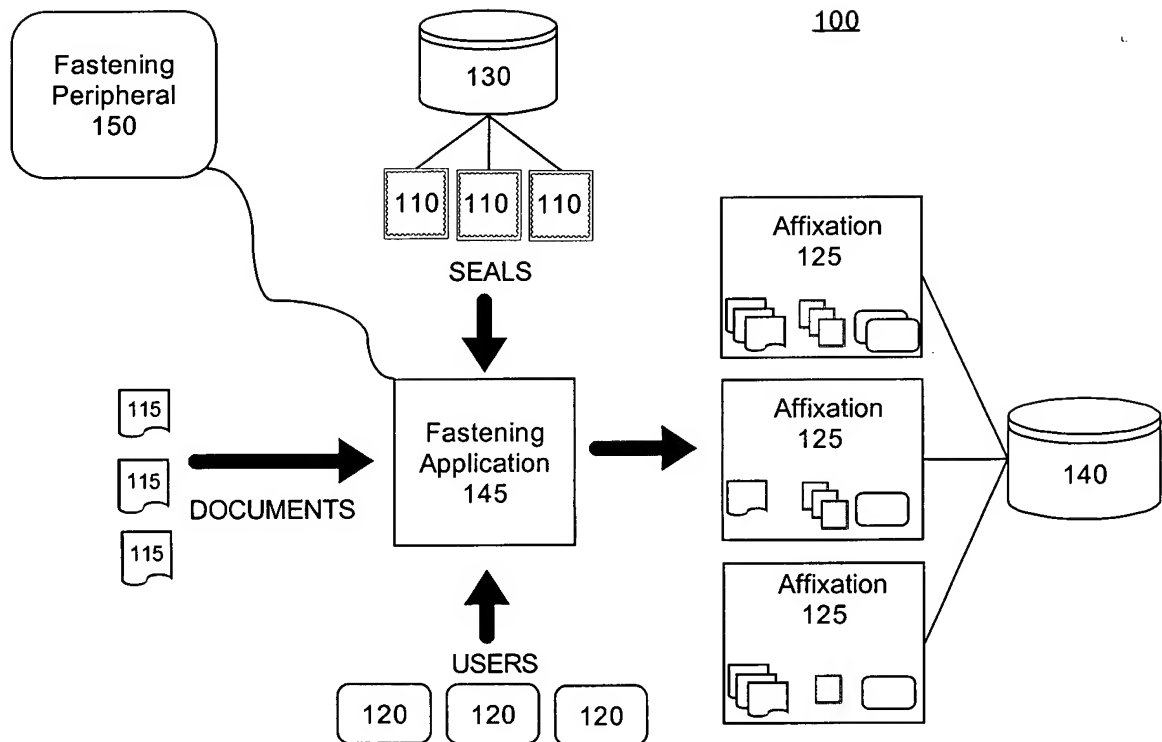 100
Fastening
Peripheral
150
130
110 110 110
SEALS
Affixation
125
115
115
115
DOCUMENTS
Fastening
Application
145
Affixation
125
140
Affixation
125
USERS
120 120 120